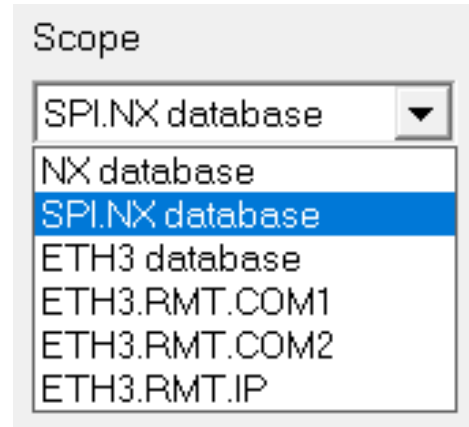 Scope
SPI.NX database
NX database
SPI.NX database
ETH3 database
ETH3.RMT.COM1
ETH3.RMT.COM2
ETH3.RMT.IP